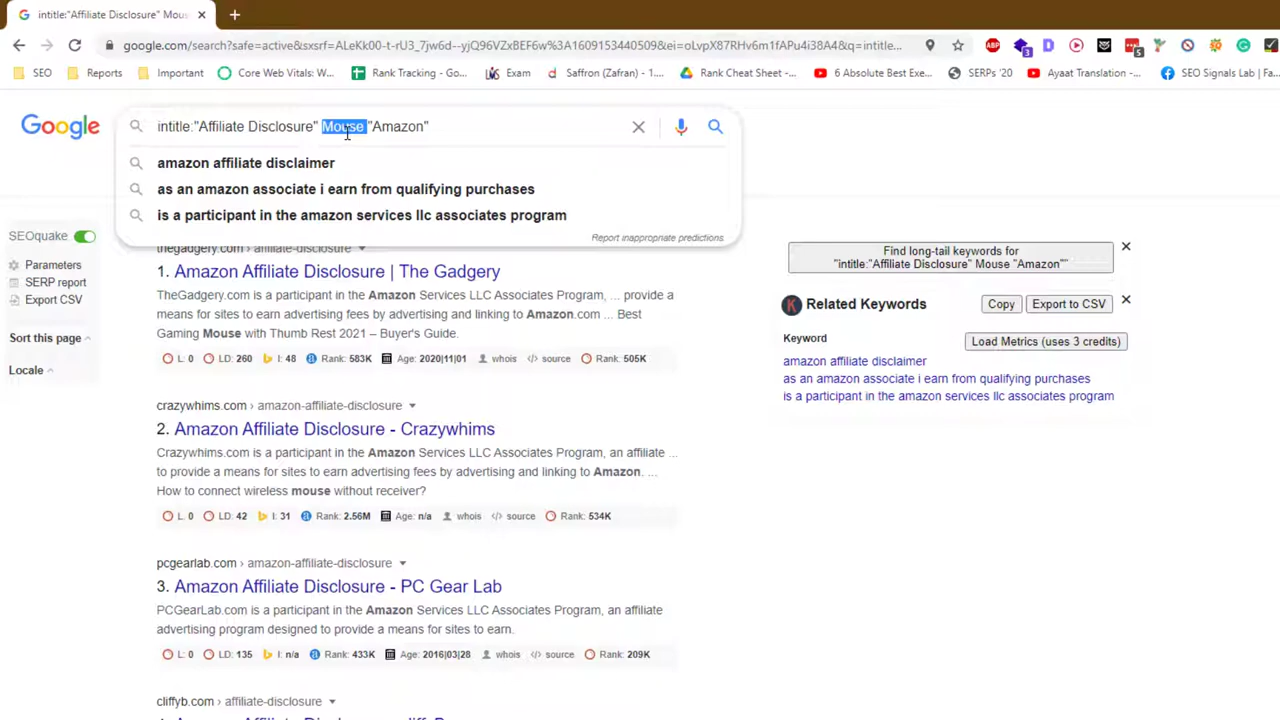 intitle:"Affiliate Disclosure" Mous
google.com/search?safe=active&sxsrf=ALeKk00-t-rU3_7jw6d--yjQ96VZxBEF6w%3A1609153440509&ei=oLvpX87RHv6m1fAPu4i38A4&q=intitle...
SEO Reports Important Core Web Vitals: W... Rank Tracking - Go... Exam Saffron (Zafran) - 1.... Rank Cheat Sheet -... 6 Absolute Best Exe... SERPs '20 Ayaat Translation -... SEO Signals Lab | Fa...
Google
intitle:"Affiliate Disclosure" Mouse "Amazon"
amazon affiliate disclaimer
as an amazon associate i earn from qualifying purchases
is a participant in the amazon services llc associates program
Report inappropriate predictions
SEOquake
Parameters
SERP report
Export CSV
Sort this page
Locale
thegadgery.com › affiliate-disclosure
1. Amazon Affiliate Disclosure | The Gadgery
TheGadgery.com is a participant in the Amazon Services LLC Associates Program, ... provide a
means for sites to earn advertising fees by advertising and linking to Amazon.com ... Best
Gaming Mouse with Thumb Rest 2021 – Buyer's Guide.
L: 0 LD: 260 I: 48 Rank: 583K Age: 2020|11|01 whois source Rank: 505K
crazywhims.com › amazon-affiliate-disclosure
2. Amazon Affiliate Disclosure - Crazywhims
Crazywhims.com is a participant in the Amazon Services LLC Associates Program, an affiliate ...
to provide a means for sites to earn advertising fees by advertising and linking to Amazon. ...
How to connect wireless mouse without receiver?
L: 0 LD: 42 I: 31 Rank: 2.56M Age: n/a whois source Rank: 534K
pcgearlab.com › amazon-affiliate-disclosure
3. Amazon Affiliate Disclosure - PC Gear Lab
PCGearLab.com is a participant in the Amazon Services LLC Associates Program, an affiliate
advertising program designed to provide a means for sites to earn.
L: 0 LD: 135 I: n/a Rank: 433K Age: 2016|03|28 whois source Rank: 209K
cliffyb.com › affiliate-disclosure
Find long-tail keywords for
"intitle:"Affiliate Disclosure" Mouse "Amazon""
Related Keywords Copy Export to CSV
Keyword Load Metrics (uses 3 credits)
amazon affiliate disclaimer
as an amazon associate i earn from qualifying purchases
is a participant in the amazon services llc associates program